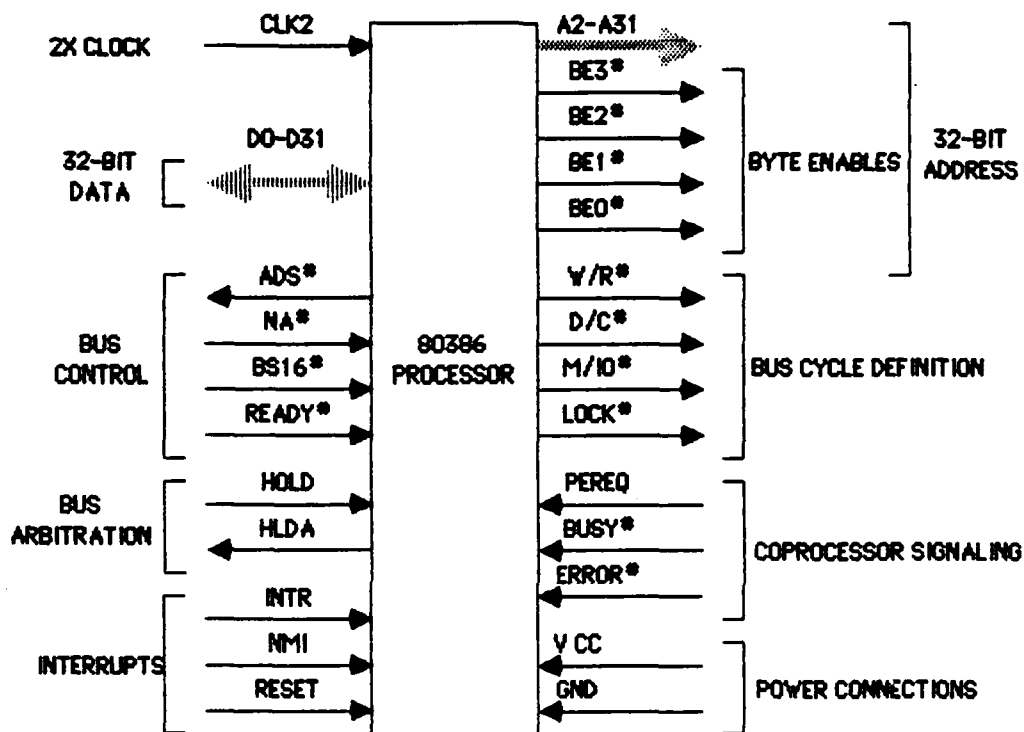 CLK2
2X CLOCK
D0-D31
32-BIT
DATA
ADS#
NA#
BS16#
READY#
BUS
CONTROL
HOLD
HLDA
BUS
ARBITRATION
INTR
NMI
RESET
INTERRUPTS
80386
PROCESSOR
A2-A31
BE3#
BE2#
BE1#
BE0#
BYTE ENABLES
32-BIT
ADDRESS
W/R#
D/C#
M/IO#
LOCK#
BUS CYCLE DEFINITION
PEREQ
BUSY#
ERROR#
COPROCESSOR SIGNALING
V CC
GND
POWER CONNECTIONS